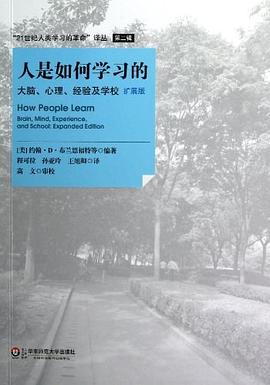 “21世纪人类学习的革命”译丛 第二辑
人是如何学习的
大脑、心理、经验及学校 扩展版
How People Learn
Brain, Mind, Experience,
and School: Expanded Edition
[美]约翰·D·布兰思福特等 编著
程可拉 孙亚玲 王旭卿 译
高 文 审校
华东师范大学出版社